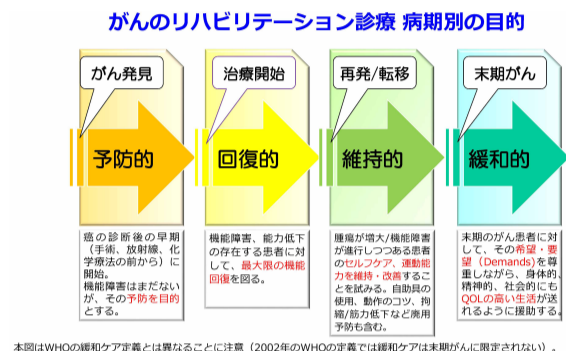 がんのリハビリテーション診療 病期別の目的
がん発見
治療開始
再発/転移
末期がん
予防的
回復的
維持的
緩和的
癌の診断後の早期
(手術、放射線、化
学療法の前から)に
開始。
機能障害はまだない
が、その予防を目的
とする。
機能障害、能力低下
の存在する患者に対
して、最大限の機能
回復を図る。
腫瘍が増大/機能障害
が進行しつつある患者
のセルフケア、運動能
力を維持・改善するこ
とを試みる。自助具の
使用、動作のコツ、拘
縮/筋力低下など廃用
予防も含む。
末期のがん患者に対
して、その希望・要
望(Demands)を尊
重しながら、身体的、
精神的、社会的にも
QOLの高い生活が送
れるように援助する。
本図はWHOの緩和ケア定義とは異なることに注意(2002年のWHOの定義では緩和ケアは末期がんに限定されない)。